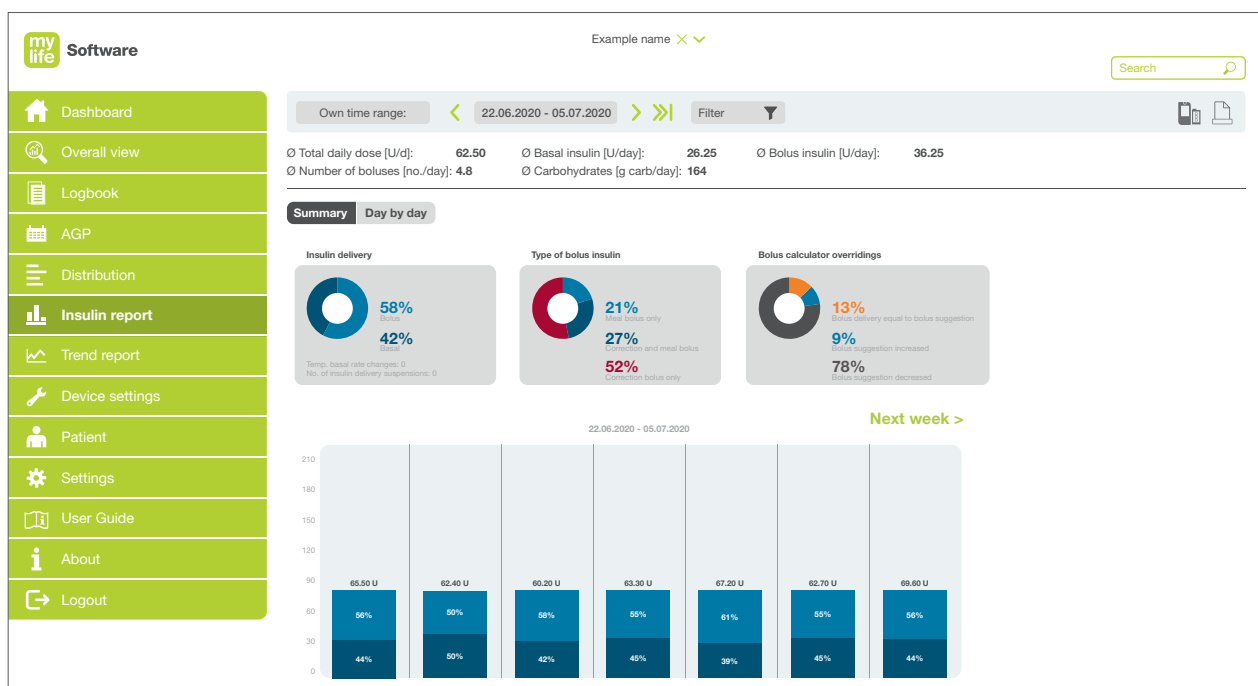 my life Software
Example name
Search
Dashboard
Overall view
Logbook
AGP
Distribution
Insulin report
Trend report
Device settings
Patient
Settings
User Guide
About
Logout
Own time range: 22.06.2020 - 05.07.2020 Filter
Ø Total daily dose [U/d]: 62.50 Ø Basal insulin [U/day]: 26.25 Ø Bolus insulin [U/day]: 36.25
Ø Number of boluses [no./day]: 4.8 Ø Carbohydrates [g carb/day]: 164
Summary Day by day
Insulin delivery
58%
Bolus
42%
Basal
Temp. basal rate changes: 0
No. of insulin delivery suspensions: 0
Type of bolus insulin
21%
Meal bolus only
27%
Correction and meal bolus
52%
Correction bolus only
Bolus calculator overridings
13%
Bolus delivery equal to bolus suggestion
9%
Bolus suggestion increased
78%
Bolus suggestion decreased
Next week >
22.06.2020 - 05.07.2020
210
180
150
120
90
60
30
0
65.50 U 62.40 U 60.20 U 63.30 U 67.20 U 62.70 U 69.60 U
56% 50% 58% 55% 61% 55% 56%
44% 50% 42% 45% 39% 45% 44%